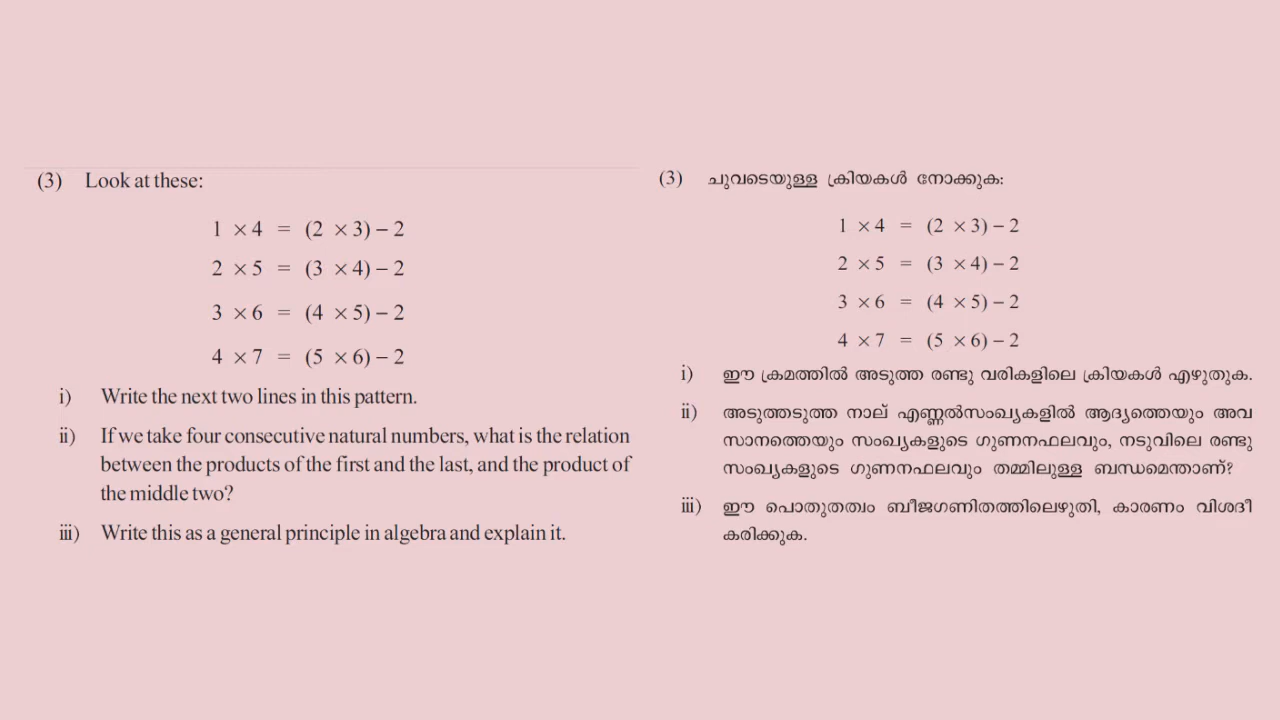 (3) Look at these:
1 × 4 = (2 × 3) – 2
2 × 5 = (3 × 4) – 2
3 × 6 = (4 × 5) – 2
4 × 7 = (5 × 6) – 2
i) Write the next two lines in this pattern.
ii) If we take four consecutive natural numbers, what is the relation
between the products of the first and the last, and the product of
the middle two?
iii) Write this as a general principle in algebra and explain it.
(3) ചുവടെയുള്ള ക്രിയകൾ നോക്കുക:
1 × 4 = (2 × 3) – 2
2 × 5 = (3 × 4) – 2
3 × 6 = (4 × 5) – 2
4 × 7 = (5 × 6) – 2
i) ഈ ക്രമത്തിൽ അടുത്ത രണ്ടു വരികളിലെ ക്രിയകൾ എഴുതുക.
ii) അടുത്തടുത്ത നാല് എണ്ണൽസംഖ്യകളിൽ ആദ്യത്തെയും അവ
സാനത്തെയും സംഖ്യകളുടെ ഗുണനഫലവും, നടുവിലെ രണ്ടു
സംഖ്യകളുടെ ഗുണനഫലവും തമ്മിലുള്ള ബന്ധമെന്താണ്?
iii) ഈ പൊതുതത്വം ബീജഗണിതത്തിലെഴുതി, കാരണം വിശദീ
കരിക്കുക.